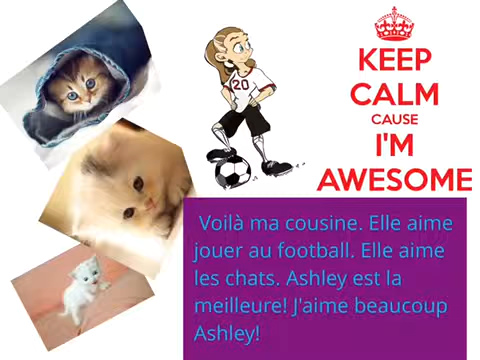 KEEP
CALM
CAUSE
I'M
AWESOME
20
Voilà ma cousine. Elle aime
jouer au football. Elle aime
les chats. Ashley est la
meilleure! J'aime beaucoup
Ashley!